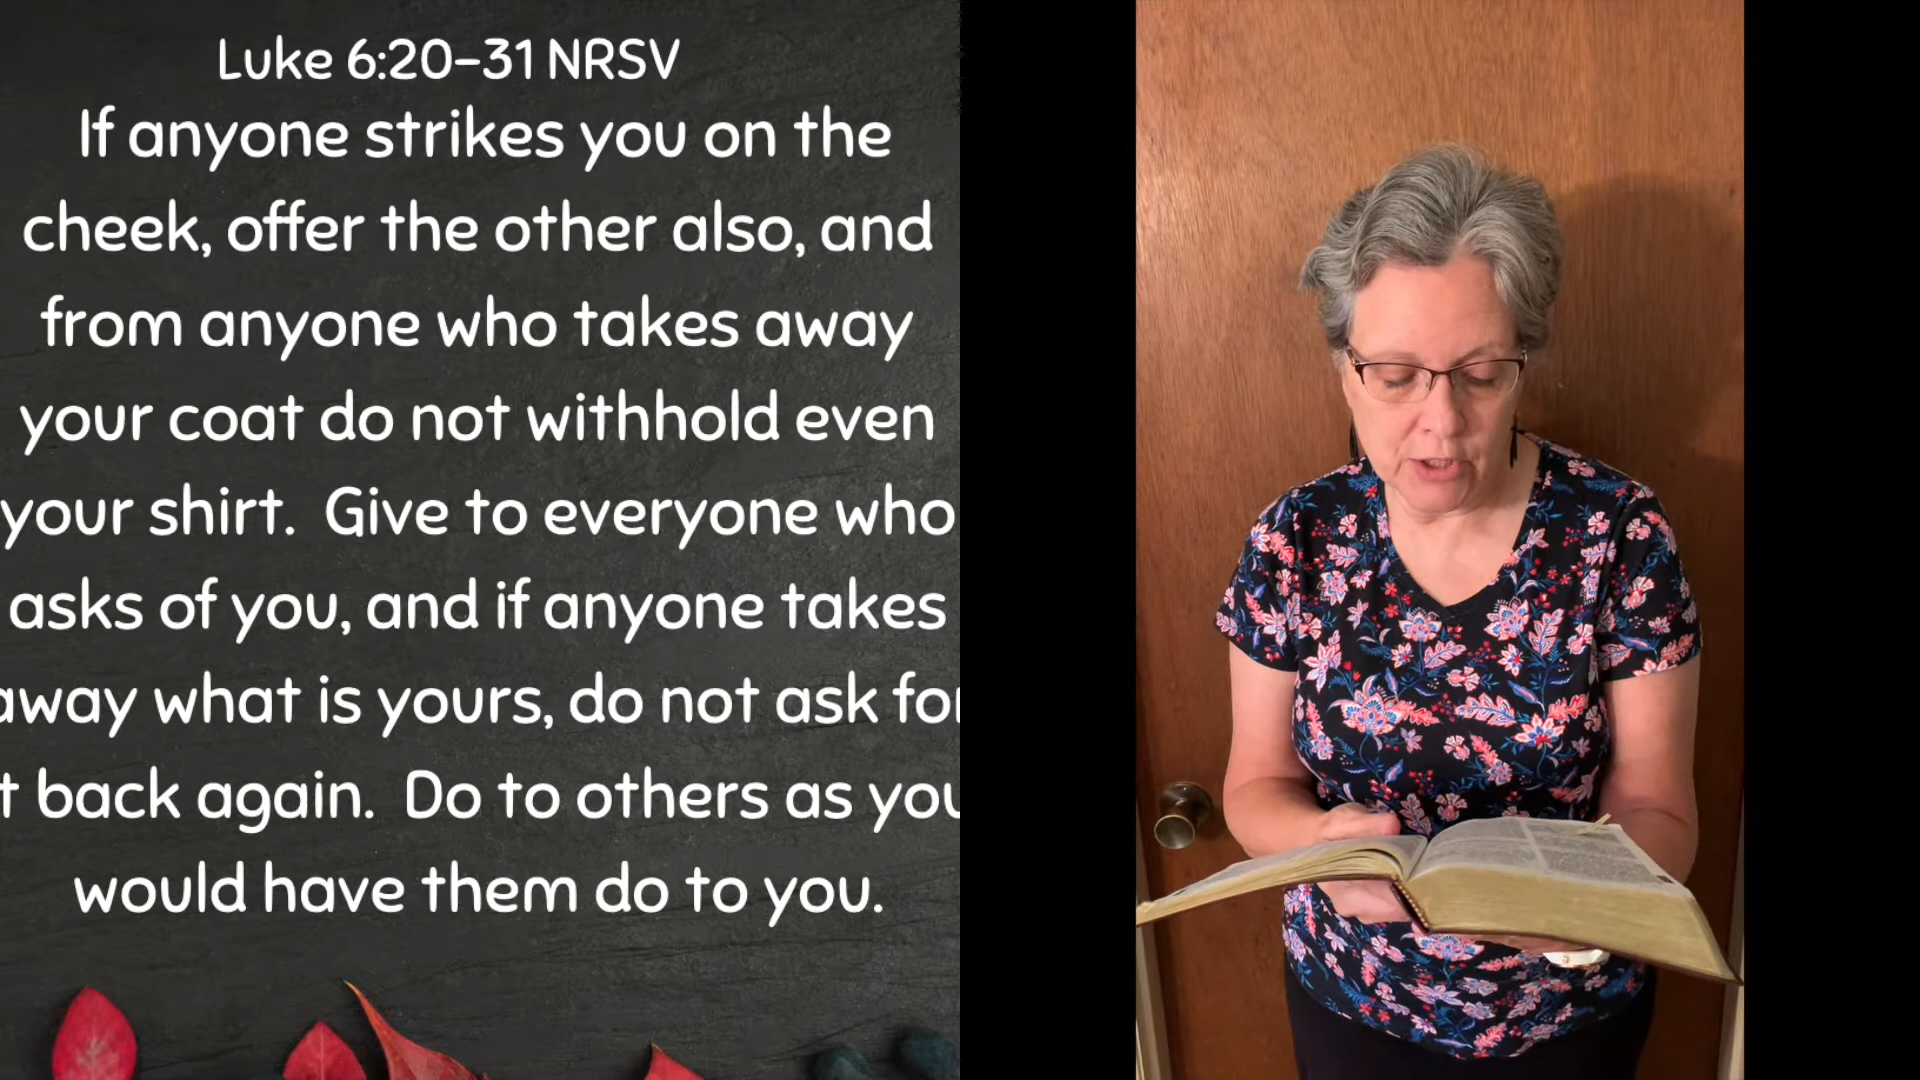 Luke 6:20-31 NRSV
If anyone strikes you on the
cheek, offer the other also, and
from anyone who takes away
your coat do not withhold even
your shirt.  Give to everyone who
asks of you, and if anyone takes
away what is yours, do not ask for
t back again.  Do to others as you
would have them do to you.